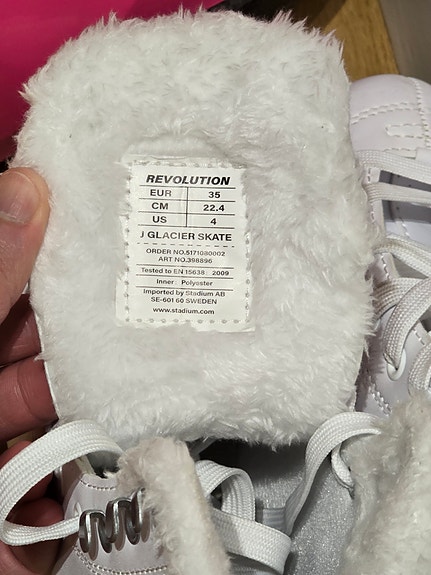 REVOLUTION
EUR 35
CM 22.4
US 4
J GLACIER SKATE
ORDER NO.5171080002
ART NO.398896
Tested to EN 15638 : 2009
Inner : Polyester
Imported by Stadium AB
SE-601 60 SWEDEN
www.stadium.com